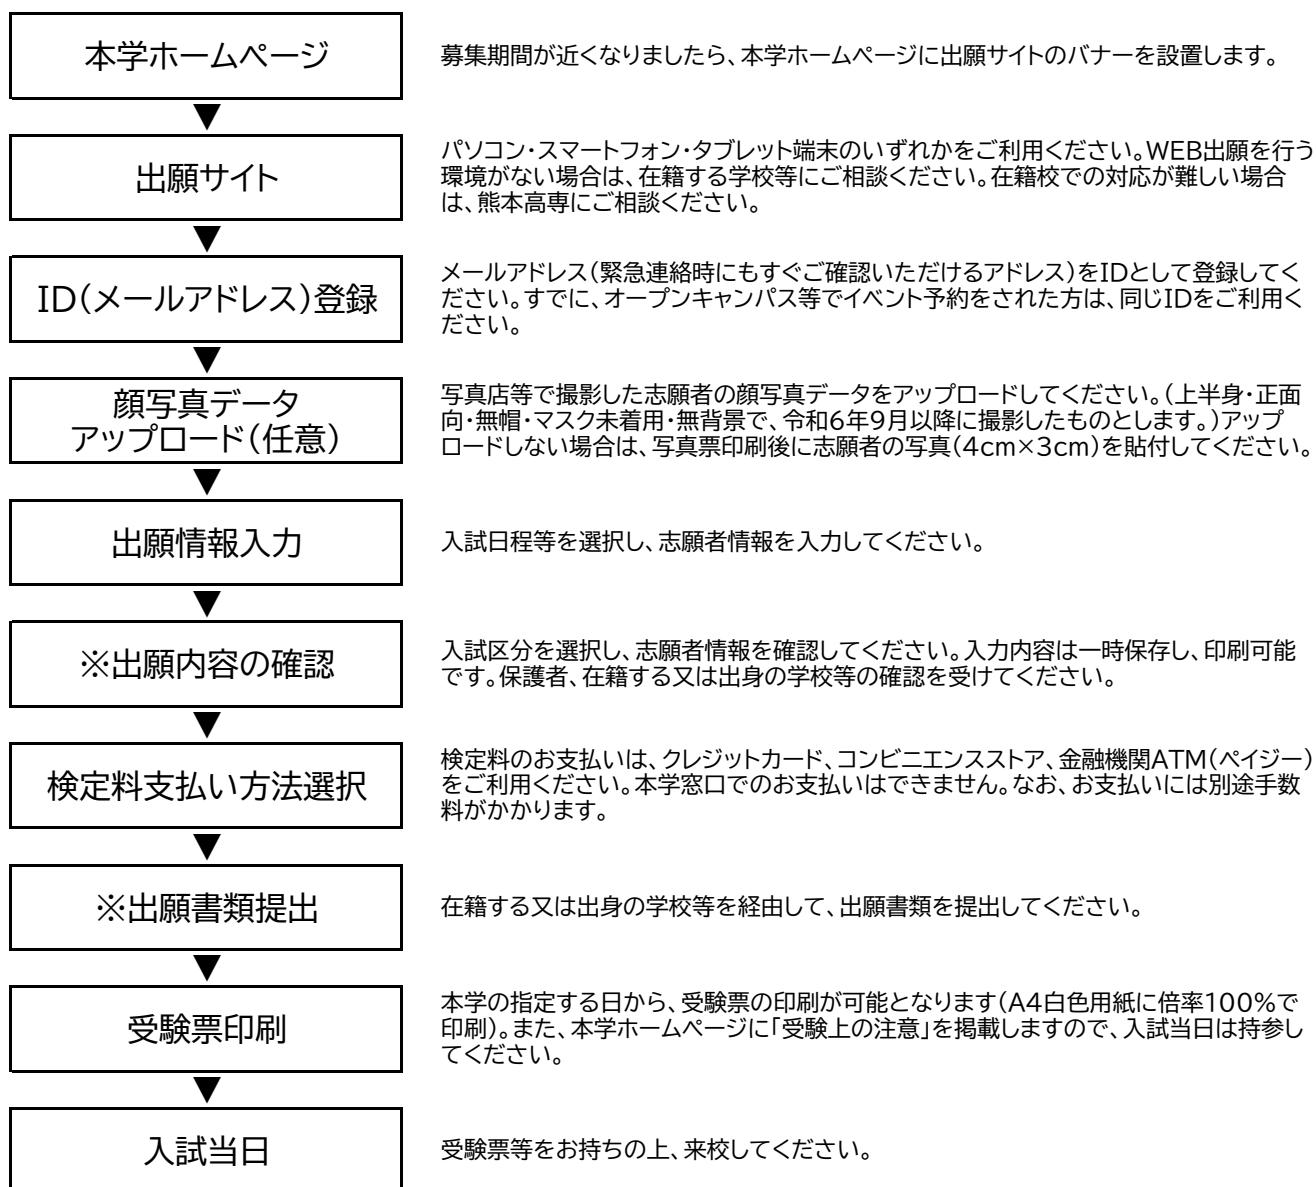 本学ホームページ
募集期間が近くなりましたら、本学ホームページに出願サイトのバナーを設置します。
▼
出願サイト
パソコン・スマートフォン・タブレット端末のいずれかをご利用ください。WEB出願を行う
環境がない場合は、在籍する学校等にご相談ください。在籍校での対応が難しい場合
は、熊本高専にご相談ください。
▼
ID(メールアドレス)登録
メールアドレス(緊急連絡時にもすぐご確認いただけるアドレス)をIDとして登録してく
ださい。すでに、オープンキャンパス等でイベント予約をされた方は、同じIDをご利用く
ださい。
▼
顔写真データ
アップロード(任意)
写真店等で撮影した志願者の顔写真データをアップロードしてください。(上半身・正面
向・無帽・マスク未着用・無背景で、令和6年9月以降に撮影したものとします。)アップ
ロードしない場合は、写真票印刷後に志願者の写真(4cm×3cm)を貼付してください。
▼
出願情報入力
入試日程等を選択し、志願者情報を入力してください。
▼
※出願内容の確認
入試区分を選択し、志願者情報を確認してください。入力内容は一時保存し、印刷可能
です。保護者、在籍する又は出身の学校等の確認を受けてください。
▼
検定料支払い方法選択
検定料のお支払いは、クレジットカード、コンビニエンスストア、金融機関ATM(ペイジー)
をご利用ください。本学窓口でのお支払いはできません。なお、お支払いには別途手数
料がかかります。
▼
※出願書類提出
在籍する又は出身の学校等を経由して、出願書類を提出してください。
▼
受験票印刷
本学の指定する日から、受験票の印刷が可能となります(A4白色用紙に倍率100%で
印刷)。また、本学ホームページに「受験上の注意」を掲載しますので、入試当日は持参し
てください。
▼
入試当日
受験票等をお持ちの上、来校してください。